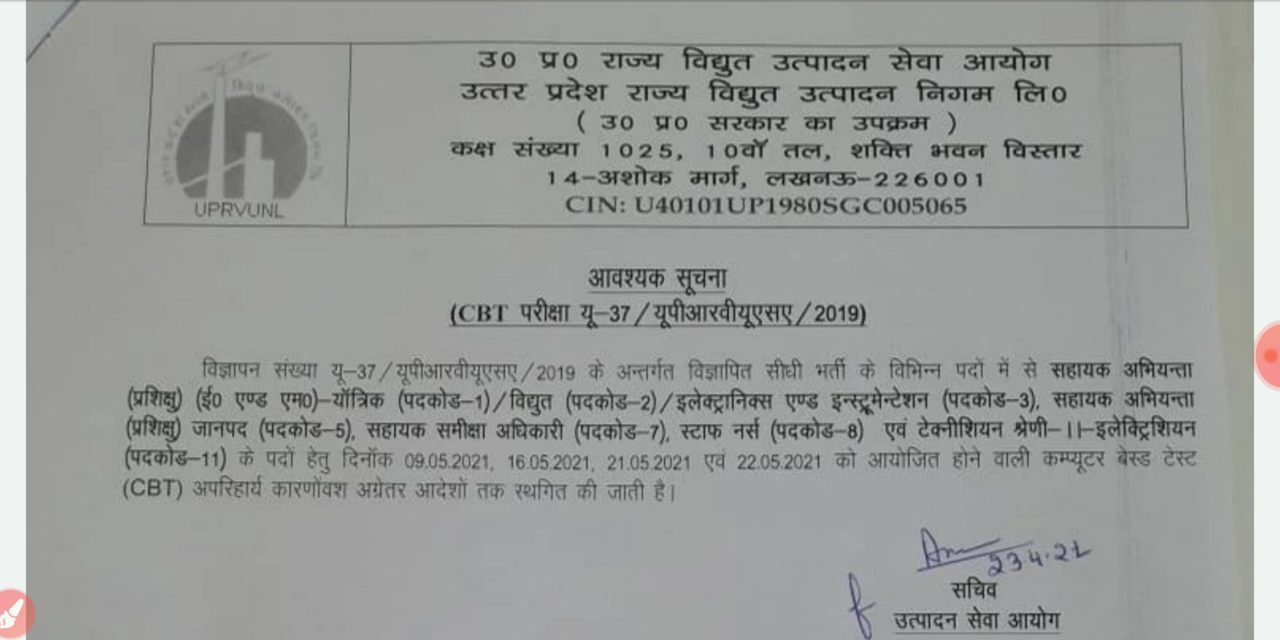 उ0 प्र0 राज्य विद्युत उत्पादन सेवा आयोग
उत्तर प्रदेश राज्य विद्युत उत्पादन निगम लि0
( उ0 प्र0 सरकार का उपक्रम )
कक्ष संख्या 1025, 10वॉ तल, शक्ति भवन विस्तार
14-अशोक मार्ग, लखनऊ-226001
CIN: U40101UP1980SGC005065
UPRVUNL
आवश्यक सूचना
(CBT परीक्षा यू-37/यूपीआरवीयूएसए/2019)
विज्ञापन संख्या यू-37/यूपीआरवीयूएसए/2019 के अन्तर्गत विज्ञापित सीधी भर्ती के विभिन्न पदों में से सहायक अभियन्ता
(प्रशिक्षु) (ई0 एण्ड एम0)-यॉत्रिक (पदकोड-1)/विद्युत (पदकोड-2)/इलेक्ट्रानिक्स एण्ड इन्स्ट्रूमेन्टेशन (पदकोड-3), सहायक अभियन्ता
(प्रशिक्षु) जानपद (पदकोड-5), सहायक समीक्षा अधिकारी (पदकोड-7), स्टाफ नर्स (पदकोड-8) एवं टेक्नीशियन श्रेणी-।।-इलेक्ट्रिशियन
(पदकोड-11) के पदों हेतु दिनॉक 09.05.2021, 16.05.2021, 21.05.2021 एवं 22.05.2021 को आयोजित होने वाली कम्प्यूटर बेस्ड टेस्ट
(CBT) अपरिहार्य कारणोंवश अग्रेतर आदेशों तक स्थगित की जाती है।
23.4.21
सचिव
उत्पादन सेवा आयोग